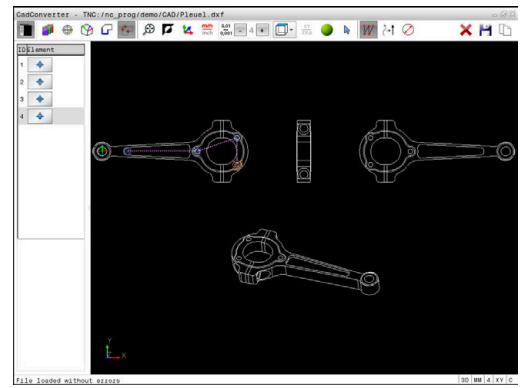 CadConverter - TNC:/nc_prog/demo/CAD/Pleuel.dxf
mm
inch
0,01
0,001
4
ID Element
1
2
3
4
Y
Z
X
File loaded without errors
3D MM 4 XY C